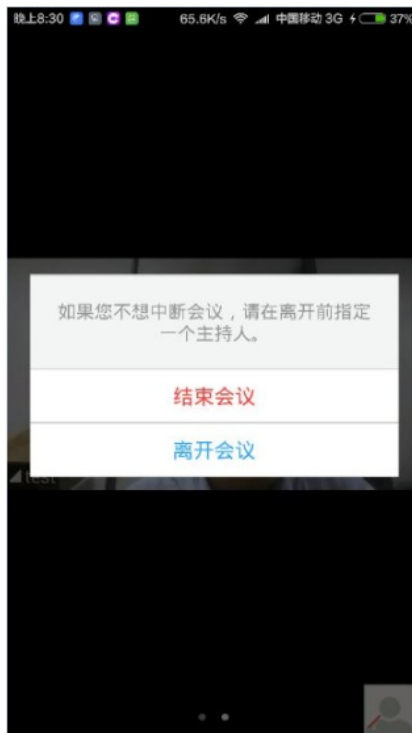 晚上8:30 65.6K/s 中国移动 3G 37%
如果您不想中断会议，请在离开前指定
一个主持人。
结束会议
离开会议
test